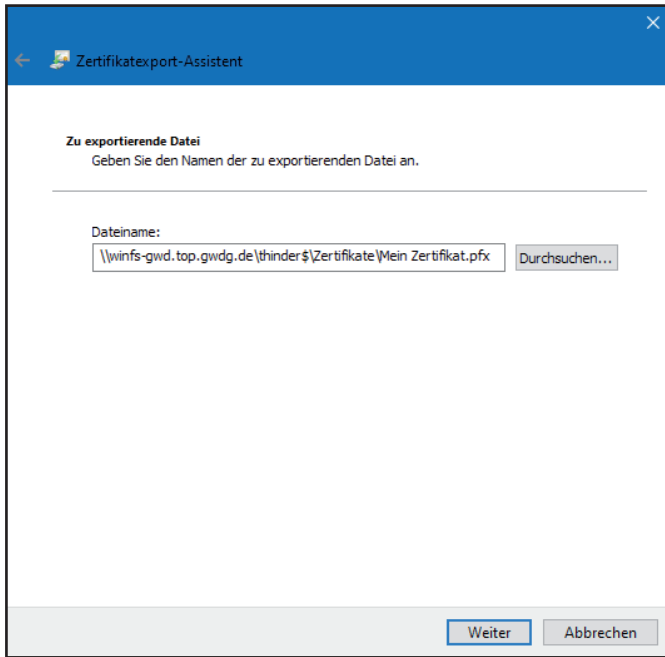 Zertifikatexport-Assistent
Zu exportierende Datei
Geben Sie den Namen der zu exportierenden Datei an.
Dateiname:
\\winfs-gwd.top.gwdg.de\thinder$\Zertifikate\Mein Zertifikat.pfx
Durchsuchen...
Weiter
Abbrechen